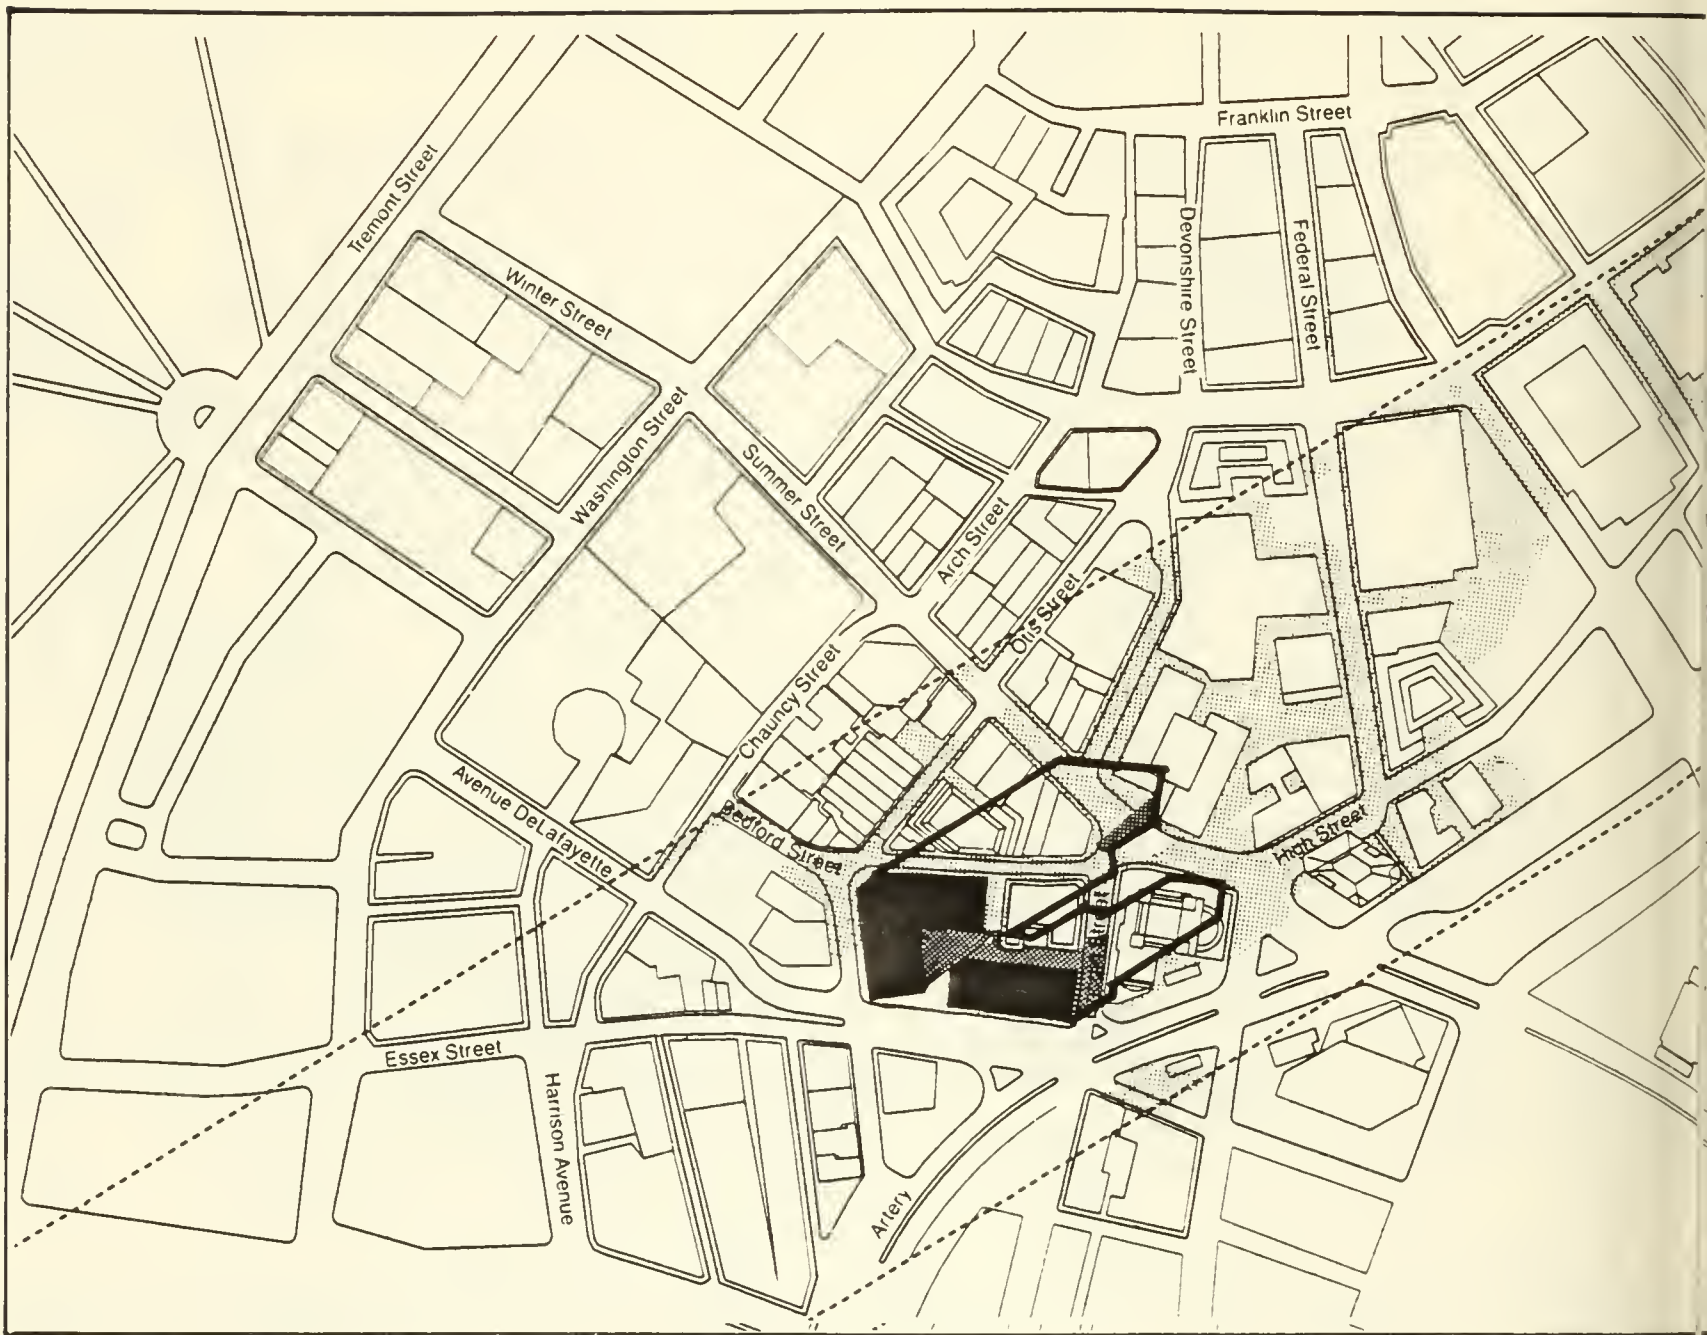 Franklin Street
Tremont Street
Devonshire Street
Federal Street
Winter Street
Washington Street
Summer Street
Arch Street
Otis Street
Chauncy Street
Avenue DeLafayette
Bedford Street
High Street
Street
Essex Street
Harrison Avenue
Artery